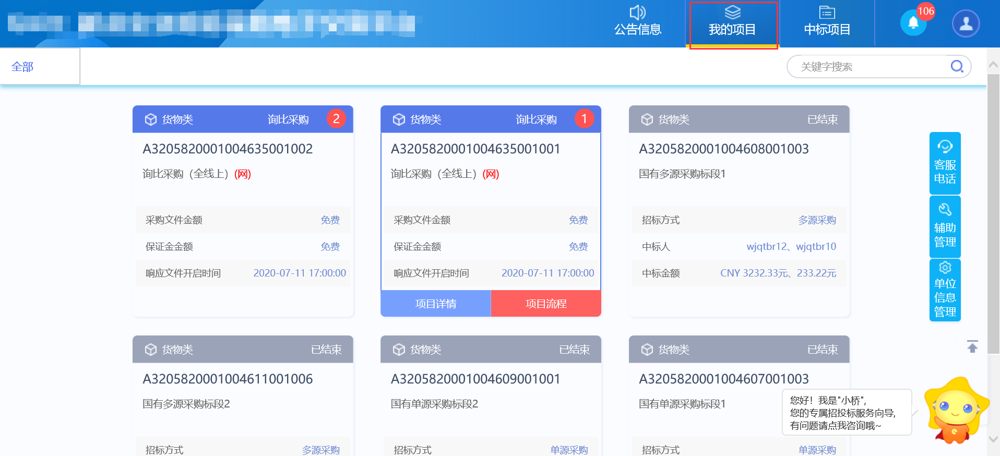 公告信息
我的项目
中标项目
106
全部
关键字搜索
货物类 询比采购 2
A3205820001004635001002
询比采购（全线上）(网)
采购文件金额 免费
保证金金额 免费
响应文件开启时间 2020-07-11 17:00:00
货物类 询比采购 1
A3205820001004635001001
询比采购（全线上）(网)
采购文件金额 免费
保证金金额 免费
响应文件开启时间 2020-07-11 17:00:00
项目详情 项目流程
货物类 已结束
A3205820001004608001003
国有多源采购标段1
招标方式 多源采购
中标人 wjqtbr12、wjqtbr10
中标金额 CNY 3232.33元、233.22元
客服
电话
辅助
管理
单位
信息
管理
货物类 已结束
A3205820001004611001006
国有多源采购标段2
招标方式 多源采购
货物类 已结束
A3205820001004609001001
国有单源采购标段2
招标方式 单源采购
货物类 已结束
A3205820001004607001003
国有单源采购标段1
招标方式 单源采购
您好！我是"小桥",
您的专属招投标服务向导,
有问题请点我咨询哦~